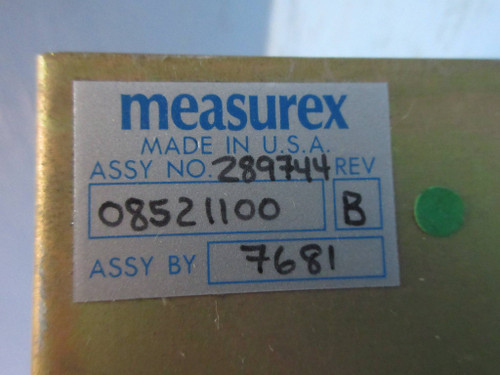 measurex
MADE IN U.S.A.
ASSY NO. 289744 REV
08521100 B
ASSY BY 7681